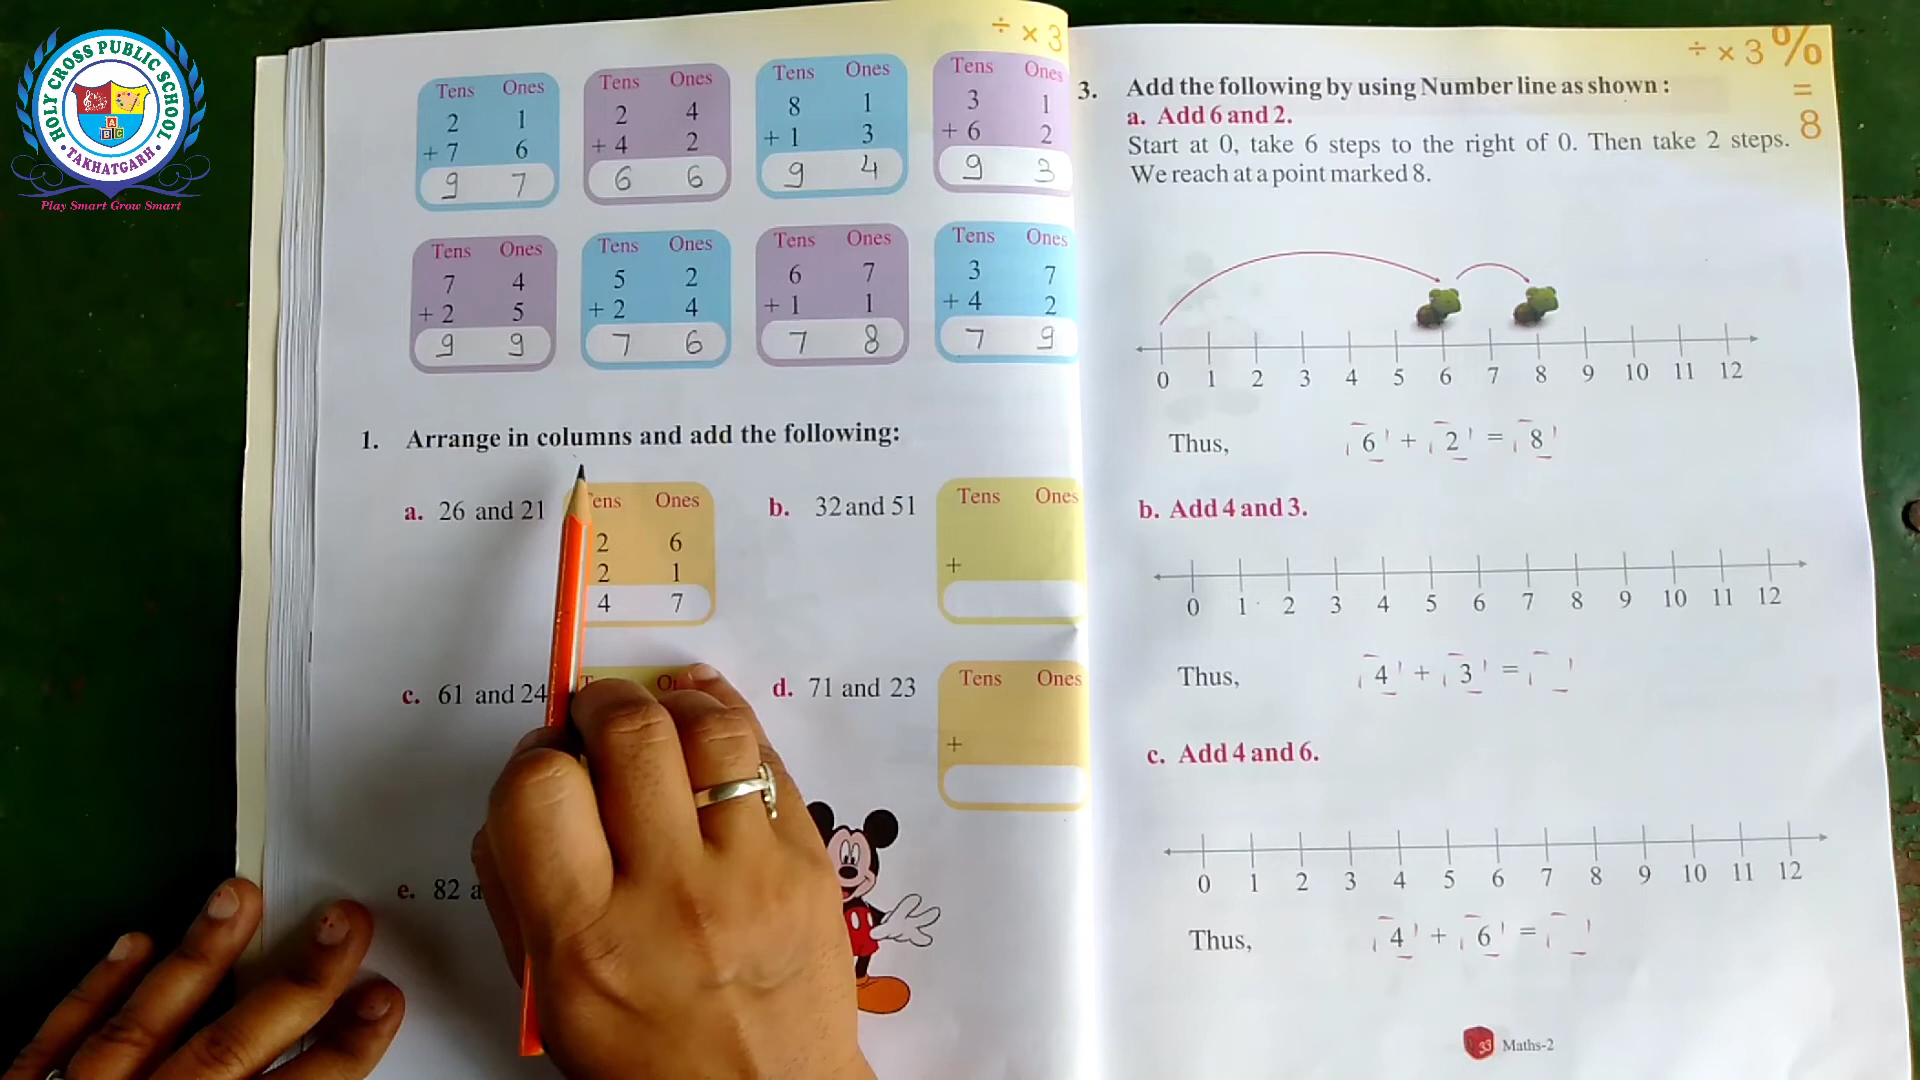 HOLY CROSS PUBLIC SCHOOL
TAKHATGARH
A
B C
Play Smart Grow Smart
÷ × 3
Tens Ones
2 1
+ 7 6
9 7
Tens Ones
2 4
+ 4 2
6 6
Tens Ones
8 1
+ 1 3
9 4
Tens Ones
3 1
+ 6 2
9 3
Tens Ones
7 4
+ 2 5
9 9
Tens Ones
5 2
+ 2 4
7 6
Tens Ones
6 7
+ 1 1
7 8
Tens Ones
3 7
+ 4 2
7 9
1. Arrange in columns and add the following:
a. 26 and 21
Tens Ones
2 6
2 1
4 7
b. 32 and 51
Tens Ones
+
c. 61 and 24
d. 71 and 23
Tens Ones
+
e. 82
÷ × 3 %
=
8
3. Add the following by using Number line as shown :
a. Add 6 and 2.
Start at 0, take 6 steps to the right of 0. Then take 2 steps.
We reach at a point marked 8.
0 1 2 3 4 5 6 7 8 9 10 11 12
Thus, 6 + 2 = 8
b. Add 4 and 3.
0 1 2 3 4 5 6 7 8 9 10 11 12
Thus, 4 + 3 =
c. Add 4 and 6.
0 1 2 3 4 5 6 7 8 9 10 11 12
Thus, 4 + 6 =
33 Maths-2